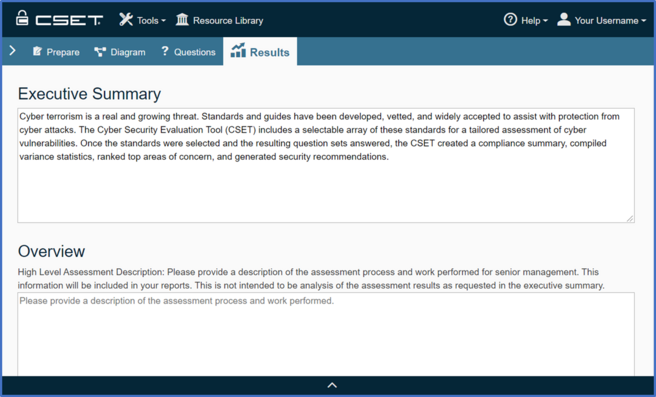 CSET Tools Resource Library Help Your Username
Prepare Diagram Questions Results
Executive Summary
Cyber terrorism is a real and growing threat. Standards and guides have been developed, vetted, and widely accepted to assist with protection from
cyber attacks. The Cyber Security Evaluation Tool (CSET) includes a selectable array of these standards for a tailored assessment of cyber
vulnerabilities. Once the standards were selected and the resulting question sets answered, the CSET created a compliance summary, compiled
variance statistics, ranked top areas of concern, and generated security recommendations.
Overview
High Level Assessment Description: Please provide a description of the assessment process and work performed for senior management. This
information will be included in your reports. This is not intended to be analysis of the assessment results as requested in the executive summary.
Please provide a description of the assessment process and work performed.